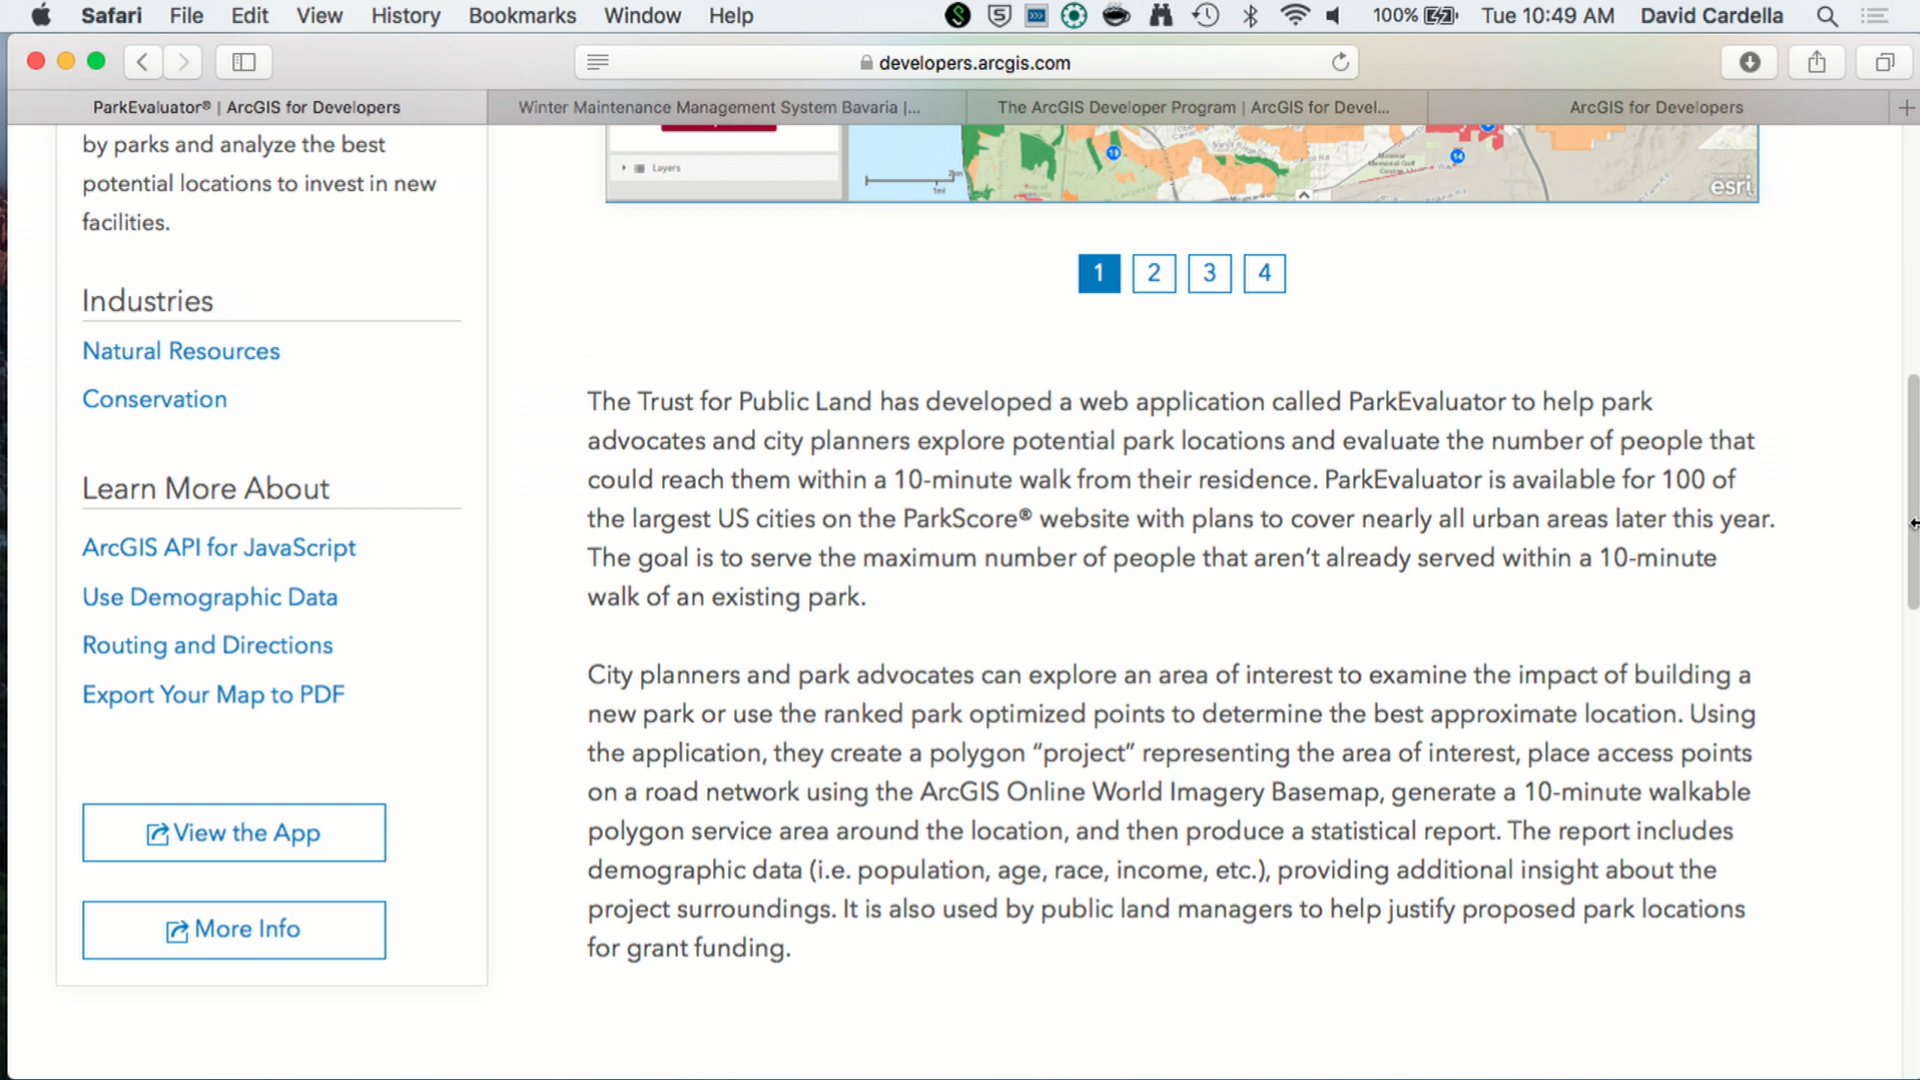 Safari File Edit View History Bookmarks Window Help 100% Tue 10:49 AM David Cardella
developers.arcgis.com
ParkEvaluator® | ArcGIS for Developers
Winter Maintenance Management System Bavaria |...
The ArcGIS Developer Program | ArcGIS for Devel...
ArcGIS for Developers
by parks and analyze the best
potential locations to invest in new
facilities.
Industries
Natural Resources
Conservation
Learn More About
ArcGIS API for JavaScript
Use Demographic Data
Routing and Directions
Export Your Map to PDF
View the App
More Info
Layers
19
14
esri
1 2 3 4
The Trust for Public Land has developed a web application called ParkEvaluator to help park
advocates and city planners explore potential park locations and evaluate the number of people that
could reach them within a 10-minute walk from their residence. ParkEvaluator is available for 100 of
the largest US cities on the ParkScore® website with plans to cover nearly all urban areas later this year.
The goal is to serve the maximum number of people that aren't already served within a 10-minute
walk of an existing park.
City planners and park advocates can explore an area of interest to examine the impact of building a
new park or use the ranked park optimized points to determine the best approximate location. Using
the application, they create a polygon “project” representing the area of interest, place access points
on a road network using the ArcGIS Online World Imagery Basemap, generate a 10-minute walkable
polygon service area around the location, and then produce a statistical report. The report includes
demographic data (i.e. population, age, race, income, etc.), providing additional insight about the
project surroundings. It is also used by public land managers to help justify proposed park locations
for grant funding.